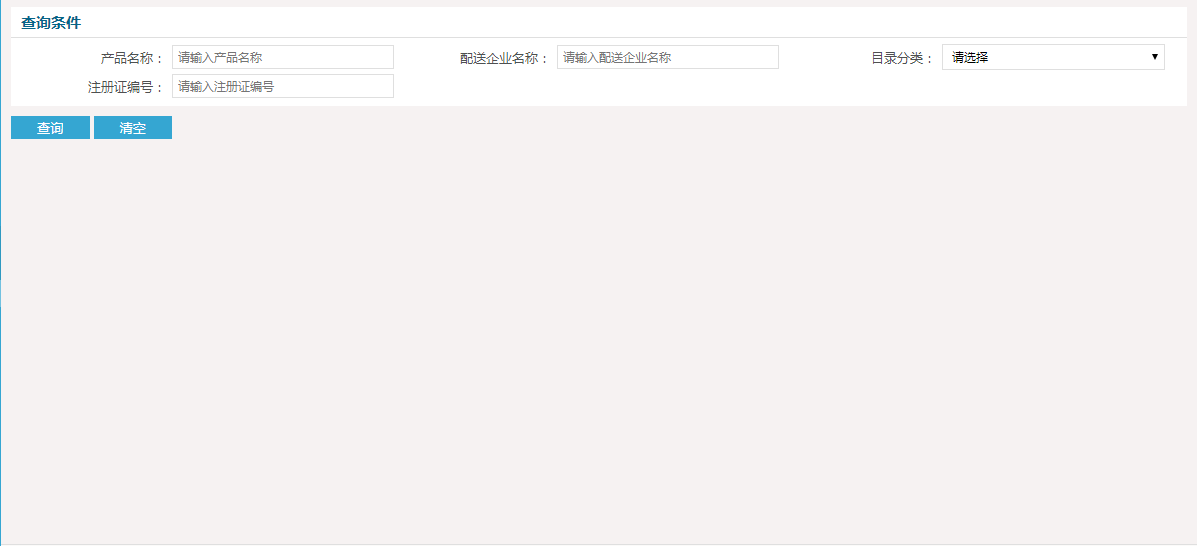 查询条件
产品名称： 请输入产品名称 配送企业名称： 请输入配送企业名称 目录分类： 请选择
注册证编号： 请输入注册证编号
查询 清空